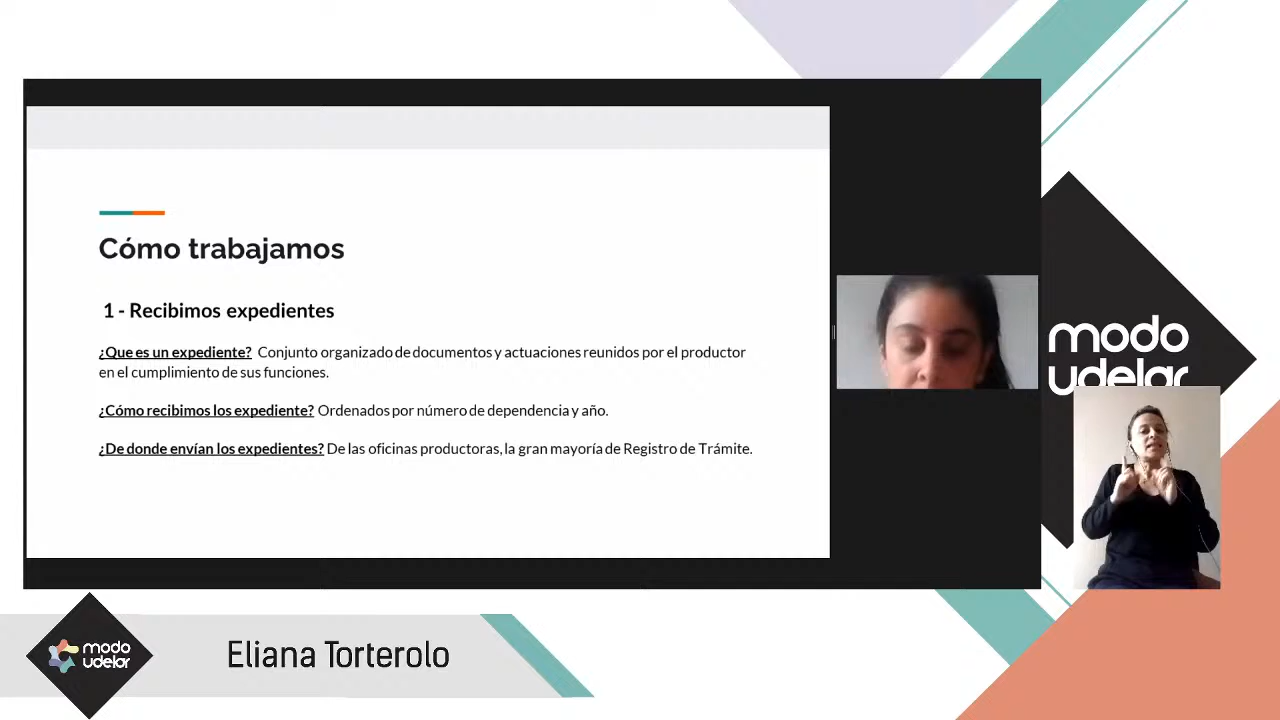 Cómo trabajamos
1 - Recibimos expedientes
¿Que es un expediente? Conjunto organizado de documentos y actuaciones reunidos por el productor
en el cumplimiento de sus funciones.
¿Cómo recibimos los expediente? Ordenados por número de dependencia y año.
¿De donde envían los expedientes? De las oficinas productoras, la gran mayoría de Registro de Trámite.
modo
udelar
modo
udelar
Eliana Torterolo